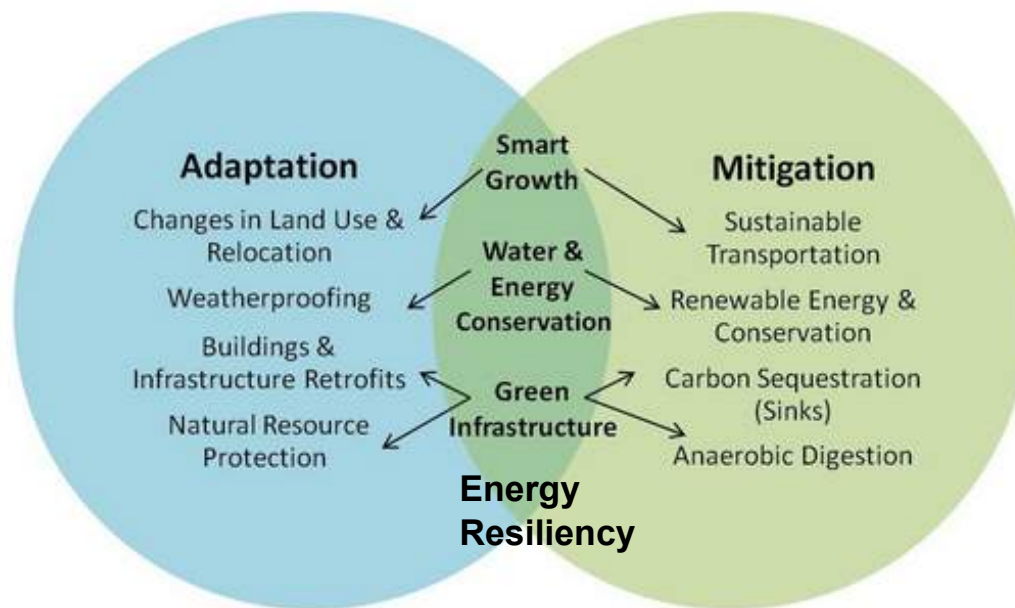 Adaptation
Changes in Land Use &
Relocation
Weatherproofing
Buildings &
Infrastructure Retrofits
Natural Resource
Protection
Smart
Growth
Water &
Energy
Conservation
Green
Infrastructure
Energy
Resiliency
Mitigation
Sustainable
Transportation
Renewable Energy &
Conservation
Carbon Sequestration
(Sinks)
Anaerobic Digestion